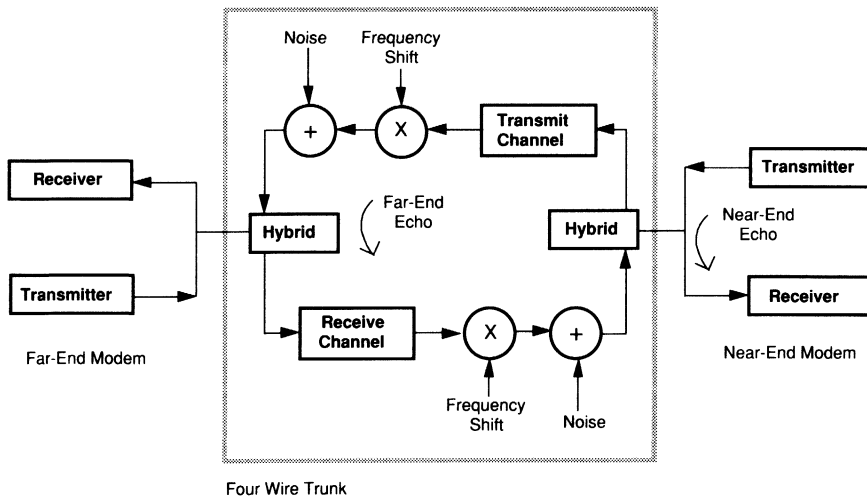 Noise
Frequency
Shift
+
X
Transmit
Channel
Receiver
Transmitter
Hybrid
Far-End
Echo
Hybrid
Near-End
Echo
Transmitter
Receiver
Receive
Channel
X
+
Far-End Modem
Near-End Modem
Frequency
Shift
Noise
Four Wire Trunk